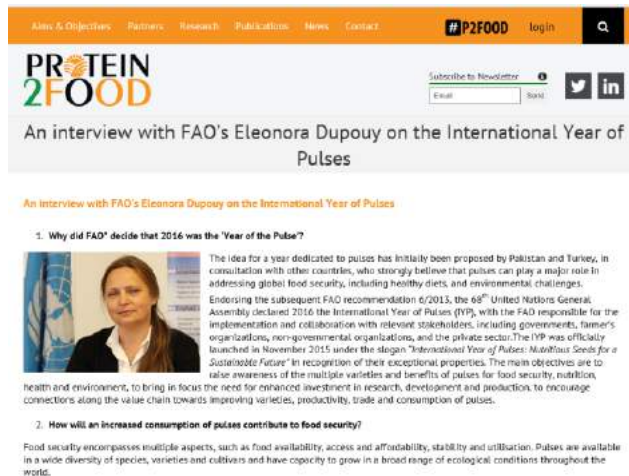 Aims & Objectives Partners Research Publications News Contact #P2FOOD login
PROTEIN
2FOOD
Subscribe to Newsletter
Email Send
An interview with FAO's Eleonora Dupouy on the International Year of
Pulses
An interview with FAO's Eleonora Dupouy on the International Year of Pulses
1. Why did FAO* decide that 2016 was the 'Year of the Pulse'?
The idea for a year dedicated to pulses has initially been proposed by Pakistan and Turkey, in
consultation with other countries, who strongly believe that pulses can play a major role in
addressing global food security, including healthy diets, and environmental challenges.
Endorsing the subsequent FAO recommendation 6/2013, the 68th United Nations General
Assembly declared 2016 the International Year of Pulses (IYP), with the FAO responsible for the
implementation and collaboration with relevant stakeholders, including governments, farmer's
organizations, non-governmental organizations, and the private sector.The IYP was officially
launched in November 2015 under the slogan "International Year of Pulses: Nutritious Seeds for a
Sustainable Future" in recognition of their exceptional properties. The main objectives are to
raise awareness of the multiple varieties and benefits of pulses for food security, nutrition,
health and environment, to bring in focus the need for enhanced investment in research, development and production, to encourage
connections along the value chain towards improving varieties, productivity, trade and consumption of pulses.
2. How will an increased consumption of pulses contribute to food security?
Food security encompasses multiple aspects, such as food availability, access and affordability, stability and utilisation. Pulses are available
in a wide diversity of species, varieties and cultivars and have capacity to grow in a broad range of ecological conditions throughout the
world.